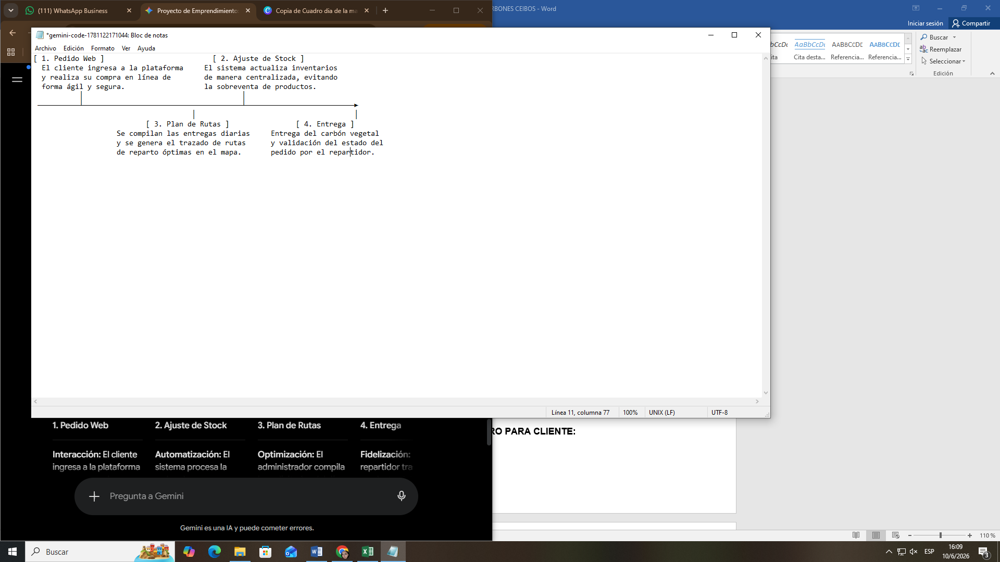 (111) WhatsApp Business
Proyecto de Emprendimiento
Copia de Cuadro dia de la ma
RBONES CEIBOS - Word
Iniciar sesión
Compartir
*gemini-code-1781122171044: Bloc de notas
Archivo Edición Formato Ver Ayuda
[ 1. Pedido Web ] [ 2. Ajuste de Stock ]
El cliente ingresa a la plataforma El sistema actualiza inventarios
y realiza su compra en línea de de manera centralizada, evitando
forma ágil y segura. la sobreventa de productos.
[ 3. Plan de Rutas ] [ 4. Entrega ]
Se compilan las entregas diarias Entrega del carbón vegetal
y se genera el trazado de rutas y validación del estado del
de reparto óptimas en el mapa. pedido por el repartidor.
Línea 11, columna 77 100% UNIX (LF) UTF-8
AaBbCcDc AABBCCDE AABBCCDE
ita Cita desta... Referencia... Referencia...
Buscar
Reemplazar
Seleccionar
Edición
1. Pedido Web 2. Ajuste de Stock 3. Plan de Rutas 4. Entrega
Interacción: El cliente Automatización: El Optimización: El Fidelización:
ingresa a la plataforma sistema procesa la administrador compila repartidor tra
Pregunta a Gemini
Gemini es una IA y puede cometer errores.
RO PARA CLIENTE:
110 %
Buscar
ESP
16:09
10/6/2026
3